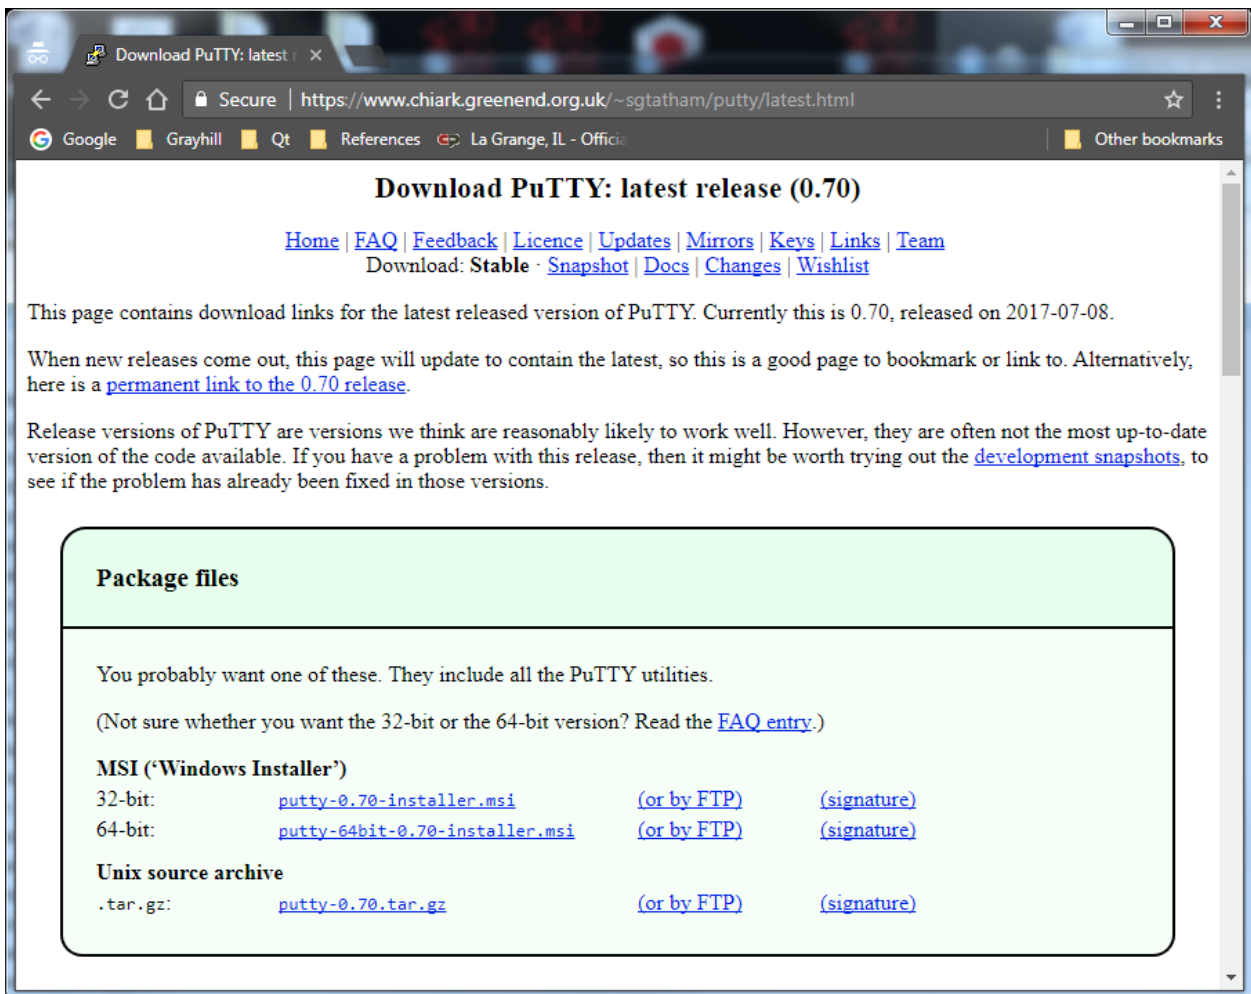 Download PuTTY: latest r
Secure | https://www.chiark.greenend.org.uk/~sgtatham/putty/latest.html
Google Grayhill Qt References La Grange, IL - Officia Other bookmarks
Download PuTTY: latest release (0.70)
Home | FAQ | Feedback | Licence | Updates | Mirrors | Keys | Links | Team
Download: Stable · Snapshot | Docs | Changes | Wishlist
This page contains download links for the latest released version of PuTTY. Currently this is 0.70, released on 2017-07-08.
When new releases come out, this page will update to contain the latest, so this is a good page to bookmark or link to. Alternatively,
here is a permanent link to the 0.70 release.
Release versions of PuTTY are versions we think are reasonably likely to work well. However, they are often not the most up-to-date
version of the code available. If you have a problem with this release, then it might be worth trying out the development snapshots, to
see if the problem has already been fixed in those versions.
Package files
You probably want one of these. They include all the PuTTY utilities.
(Not sure whether you want the 32-bit or the 64-bit version? Read the FAQ entry.)
MSI (‘Windows Installer’)
32-bit: putty-0.70-installer.msi (or by FTP) (signature)
64-bit: putty-64bit-0.70-installer.msi (or by FTP) (signature)
Unix source archive
.tar.gz: putty-0.70.tar.gz (or by FTP) (signature)